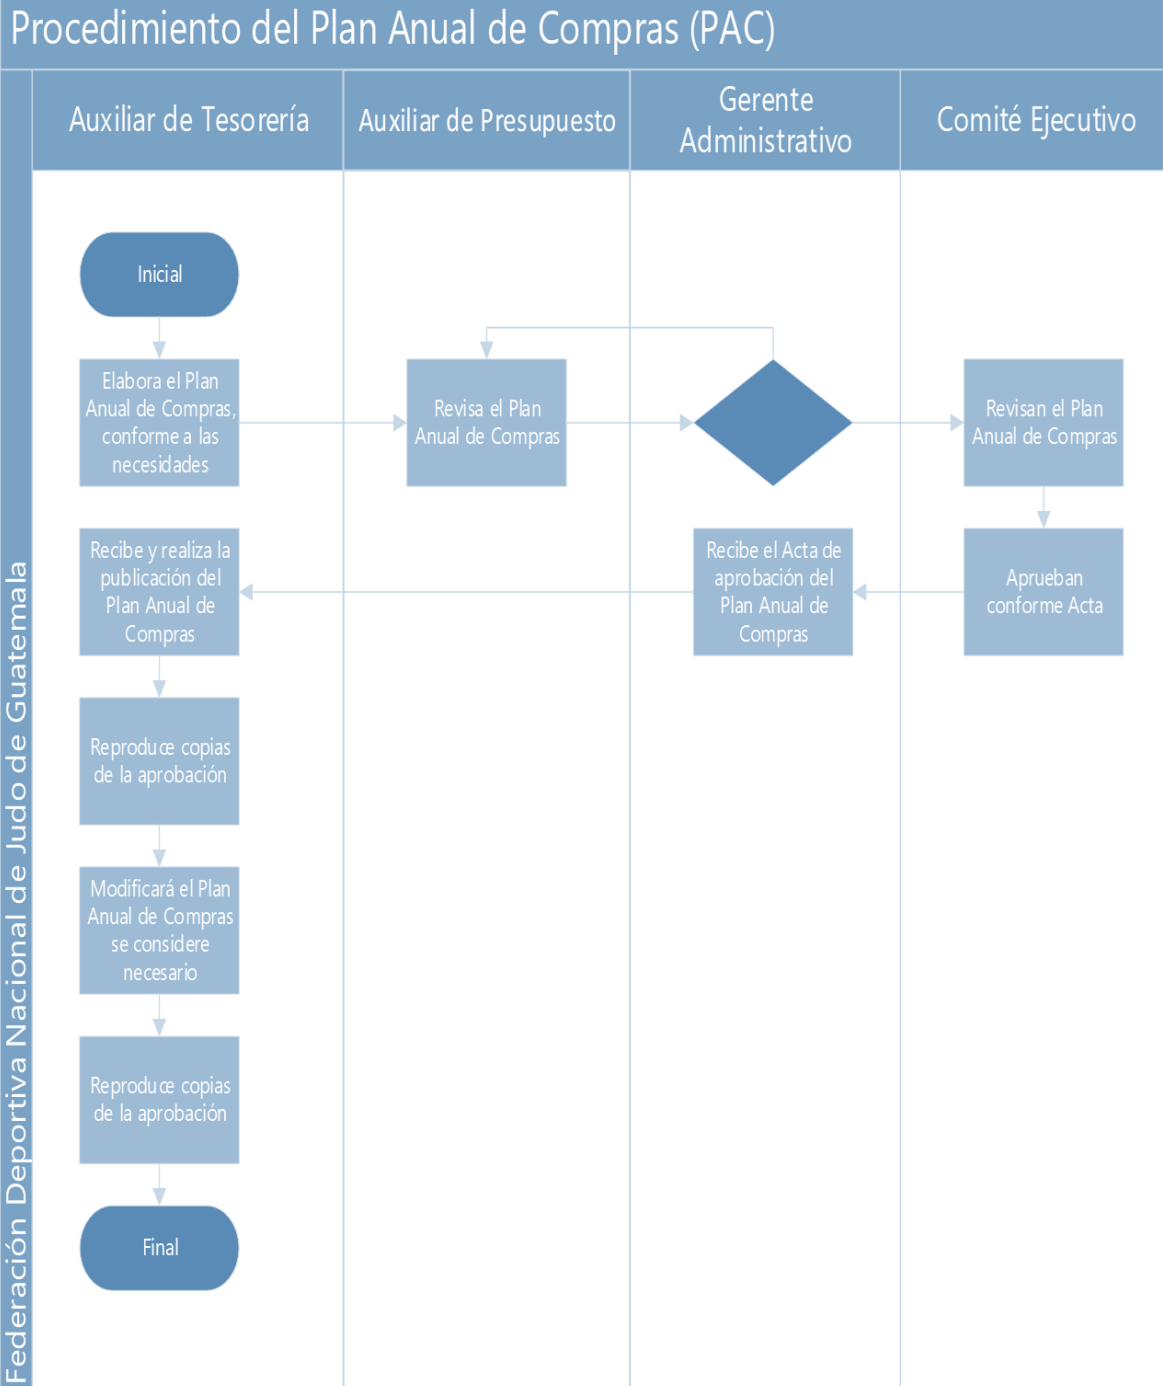 Procedimiento del Plan Anual de Compras (PAC)
Federación Deportiva Nacional de Judo de Guatemala
Auxiliar de Tesorería
Auxiliar de Presupuesto
Gerente
Administrativo
Comité Ejecutivo
Inicial
Elabora el Plan
Anual de Compras,
conforme a las
necesidades
Revisa el Plan
Anual de Compras
Revisan el Plan
Anual de Compras
Aprueban
conforme Acta
Recibe el Acta de
aprobación del
Plan Anual de
Compras
Recibe y realiza la
publicación del
Plan Anual de
Compras
Reproduce copias
de la aprobación
Modificará el Plan
Anual de Compras
se considere
necesario
Reproduce copias
de la aprobación
Final